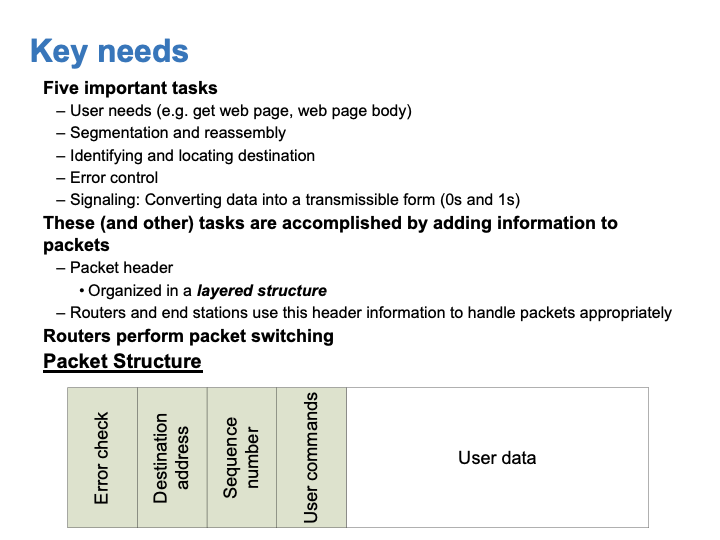 Key needs
Five important tasks
– User needs (e.g. get web page, web page body)
– Segmentation and reassembly
– Identifying and locating destination
– Error control
– Signaling: Converting data into a transmissible form (0s and 1s)
These (and other) tasks are accomplished by adding information to
packets
– Packet header
• Organized in a layered structure
– Routers and end stations use this header information to handle packets appropriately
Routers perform packet switching
Packet Structure
Error check
Destination
address
Sequence
number
User commands
User data